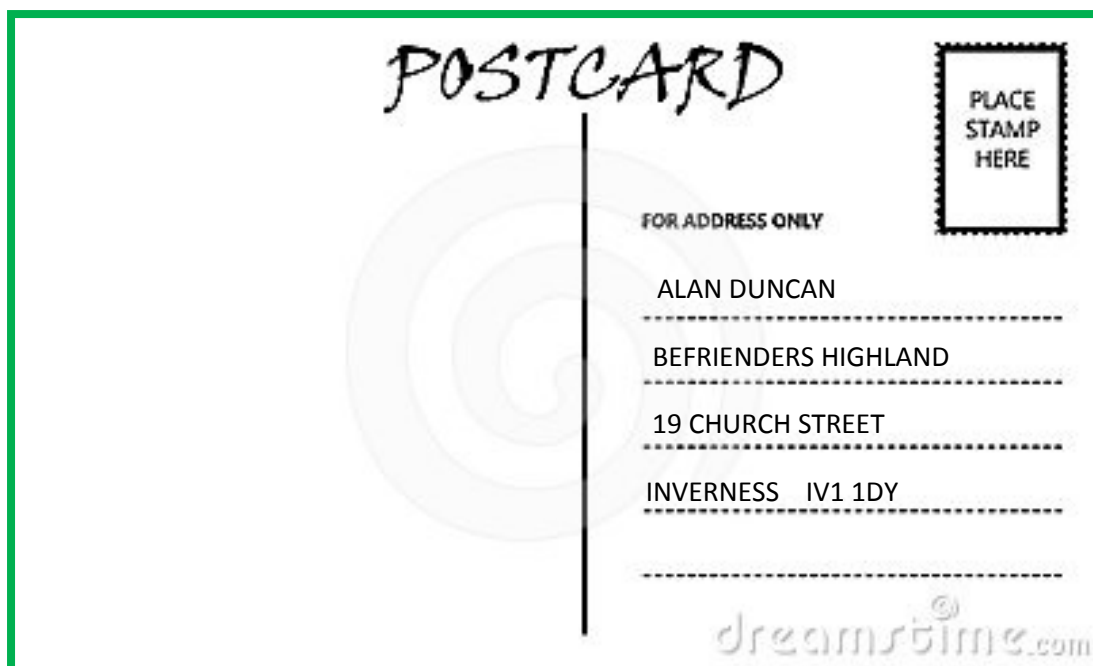 POSTCARD
PLACE
STAMP
HERE
FOR ADDRESS ONLY
ALAN DUNCAN
BEFRIENDERS HIGHLAND
19 CHURCH STREET
INVERNESS IV1 1DY
dreamstime.com